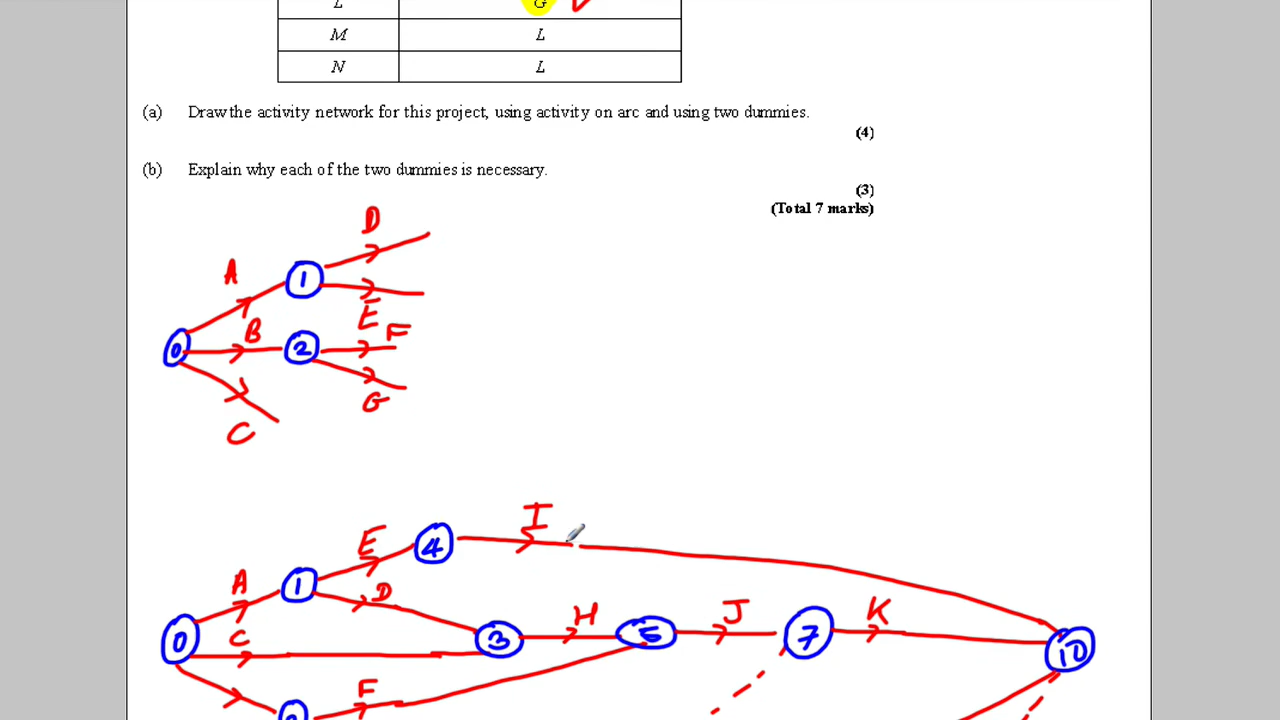 L G
M L
N L
(a) Draw the activity network for this project, using activity on arc and using two dummies.
(4)
(b) Explain why each of the two dummies is necessary.
(3)
(Total 7 marks)
D
A 1
E
B F
0 2
G
C
I
E 4
A 1 D
H J K
0 C 3 5 7 10
F
2